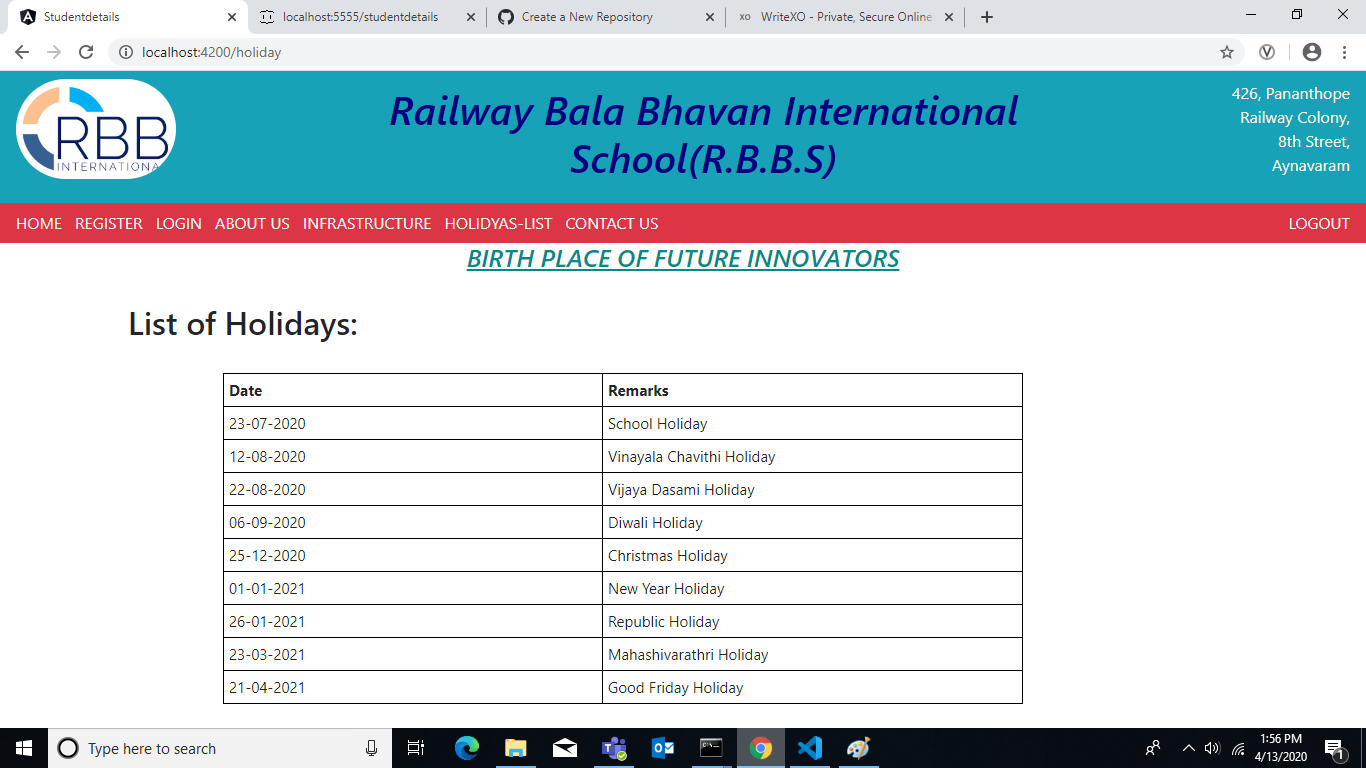 Studentdetails
localhost:5555/studentdetails
Create a New Repository
XO WriteXO - Private, Secure Online
localhost:4200/holiday
RBB
INTERNATIONA
Railway Bala Bhavan International
School(R.B.B.S)
426, Pananthope
Railway Colony,
8th Street,
Aynavaram
HOME REGISTER LOGIN ABOUT US INFRASTRUCTURE HOLIDYAS-LIST CONTACT US LOGOUT
BIRTH PLACE OF FUTURE INNOVATORS
List of Holidays:
Date Remarks
23-07-2020 School Holiday
12-08-2020 Vinayala Chavithi Holiday
22-08-2020 Vijaya Dasami Holiday
06-09-2020 Diwali Holiday
25-12-2020 Christmas Holiday
01-01-2021 New Year Holiday
26-01-2021 Republic Holiday
23-03-2021 Mahashivarathri Holiday
21-04-2021 Good Friday Holiday
Type here to search
1:56 PM
4/13/2020
1